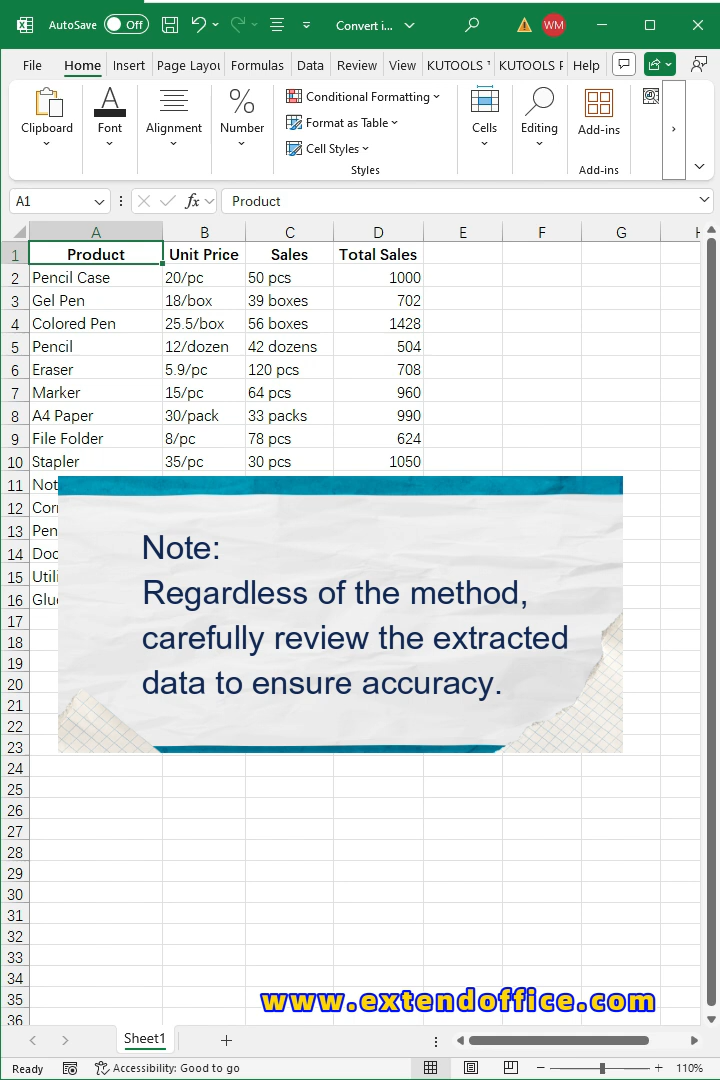 AutoSave Off Convert i... WM
File Home Insert Page Layou Formulas Data Review View KUTOOLS KUTOOLS Help
Clipboard Font Alignment Number Conditional Formatting Format as Table Cell Styles Styles Cells Editing Add-ins Add-ins
A1 fx Product
A B C D E F G
1 Product Unit Price Sales Total Sales
2 Pencil Case 20/pc 50 pcs 1000
3 Gel Pen 18/box 39 boxes 702
4 Colored Pen 25.5/box 56 boxes 1428
5 Pencil 12/dozen 42 dozens 504
6 Eraser 5.9/pc 120 pcs 708
7 Marker 15/pc 64 pcs 960
8 A4 Paper 30/pack 33 packs 990
9 File Folder 8/pc 78 pcs 624
10 Stapler 35/pc 30 pcs 1050
11 Not
12
13 Pen
14 Doc
15 Utili
16 Glu
17
18
19
20
21
22
23
Note:
Regardless of the method,
carefully review the extracted
data to ensure accuracy.
24
25
26
27
28
29
30
31
32
33
34
35
36
www.extendoffice.com
Sheet1
Ready Accessibility: Good to go 110%